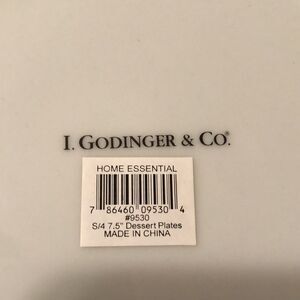 I. GODINGER & CO.®
HOME ESSENTIAL
7 86460 09530 4
#9530
S/4 7.5" Dessert Plates
MADE IN CHINA